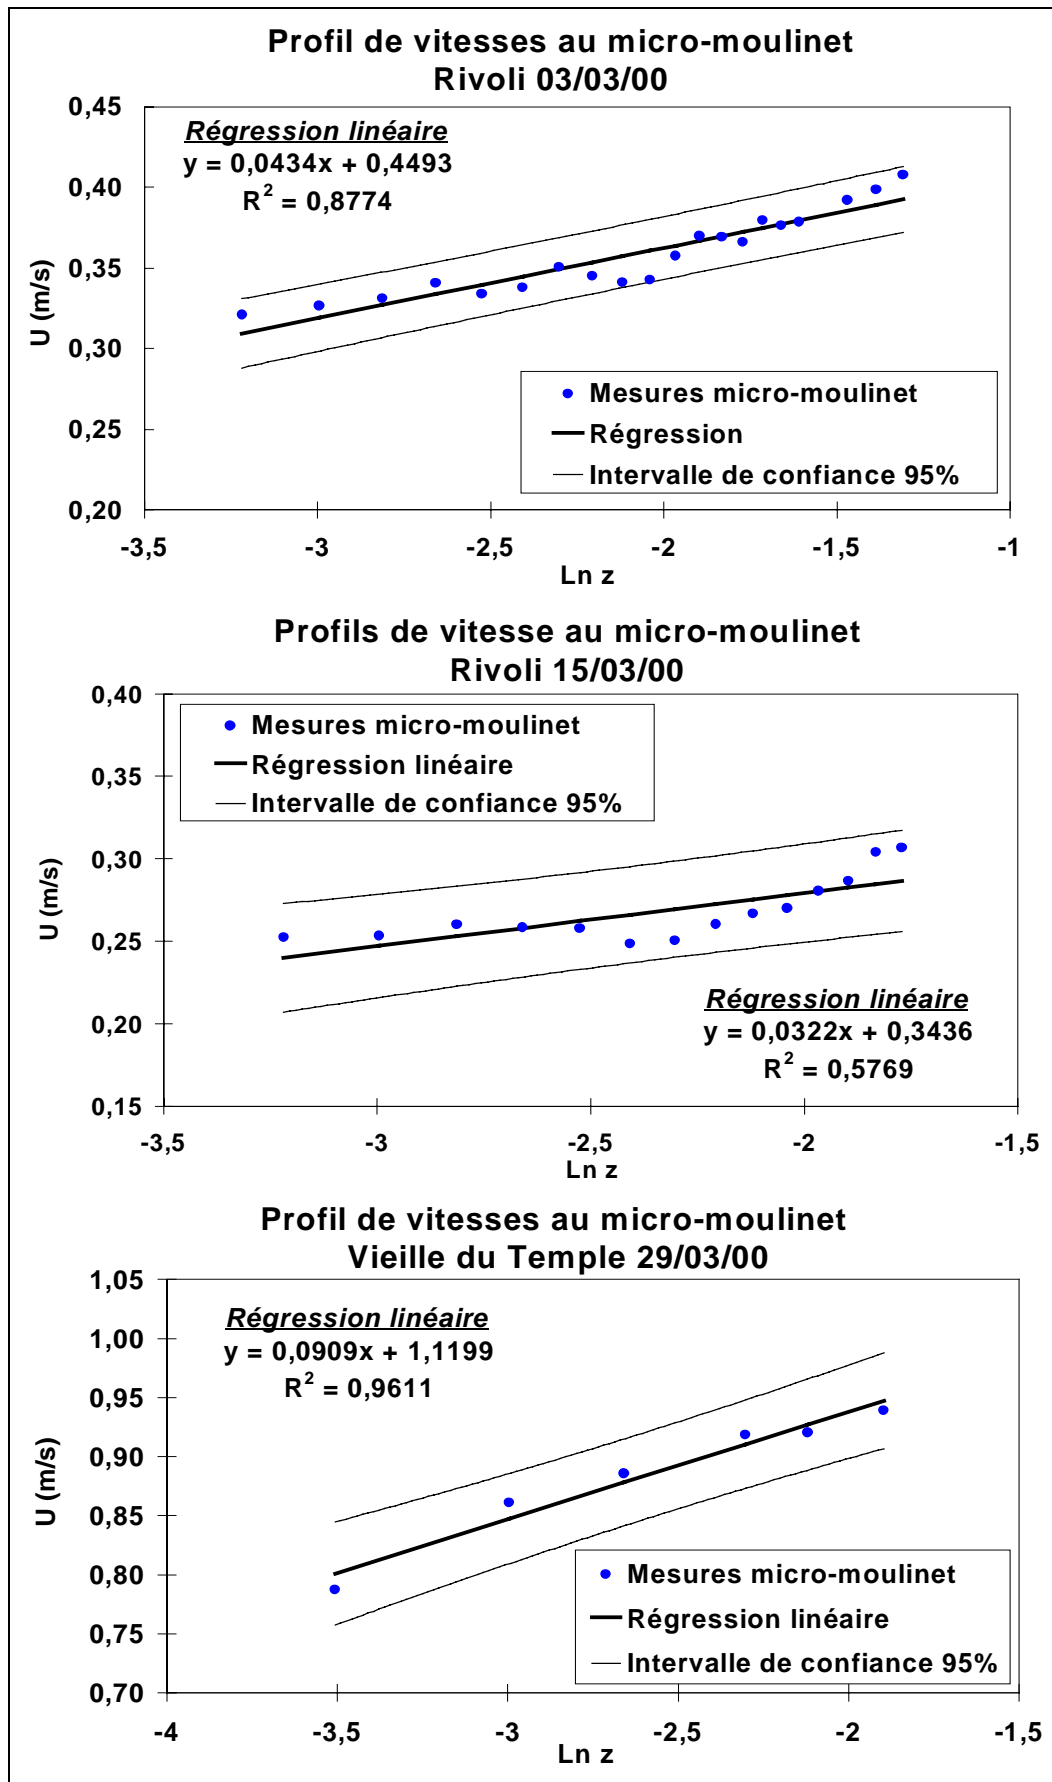 Profil de vitesses au micro-moulinet
Rivoli 03/03/00
0,45
0,40
0,35
0,30
0,25
0,20
U (m/s)
Régression linéaire
y = 0,0434x + 0,4493
R² = 0,8774
Mesures micro-moulinet
Régression
Intervalle de confiance 95%
-3,5 -3 -2,5 -2 -1,5 -1
Ln z
Profils de vitesse au micro-moulinet
Rivoli 15/03/00
0,40
0,35
0,30
0,25
0,20
0,15
U (m/s)
Mesures micro-moulinet
Régression linéaire
Intervalle de confiance 95%
Régression linéaire
y = 0,0322x + 0,3436
R² = 0,5769
-3,5 -3 -2,5 -2 -1,5
Ln z
Profil de vitesses au micro-moulinet
Vieille du Temple 29/03/00
1,05
1,00
0,95
0,90
0,85
0,80
0,75
0,70
U (m/s)
Régression linéaire
y = 0,0909x + 1,1199
R² = 0,9611
Mesures micro-moulinet
Régression linéaire
Intervalle de confiance 95%
-4 -3,5 -3 -2,5 -2 -1,5
Ln z